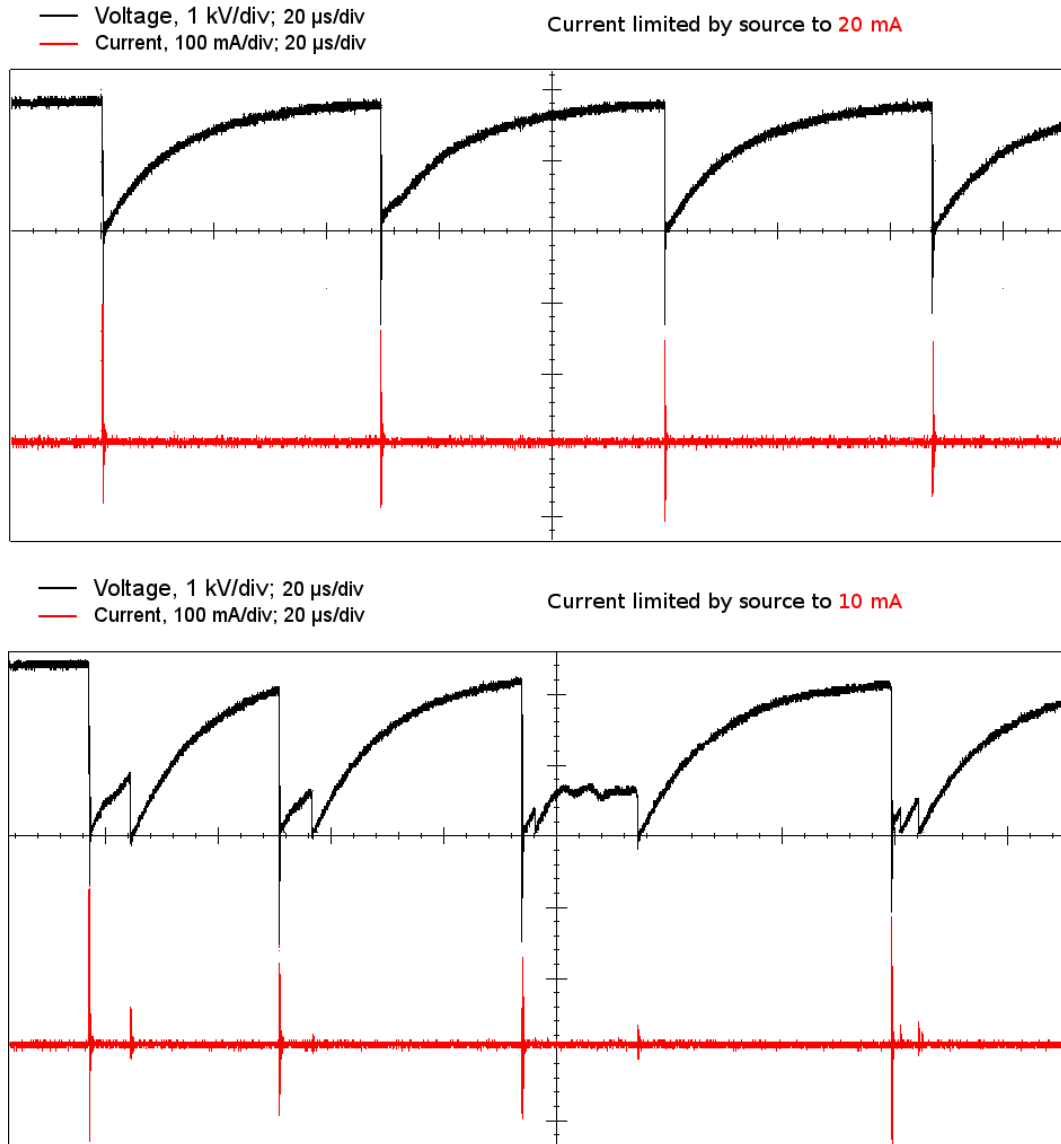 Voltage, 1 kV/div; 20 µs/div
Current, 100 mA/div; 20 µs/div
Current limited by source to 20 mA
Voltage, 1 kV/div; 20 µs/div
Current, 100 mA/div; 20 µs/div
Current limited by source to 10 mA